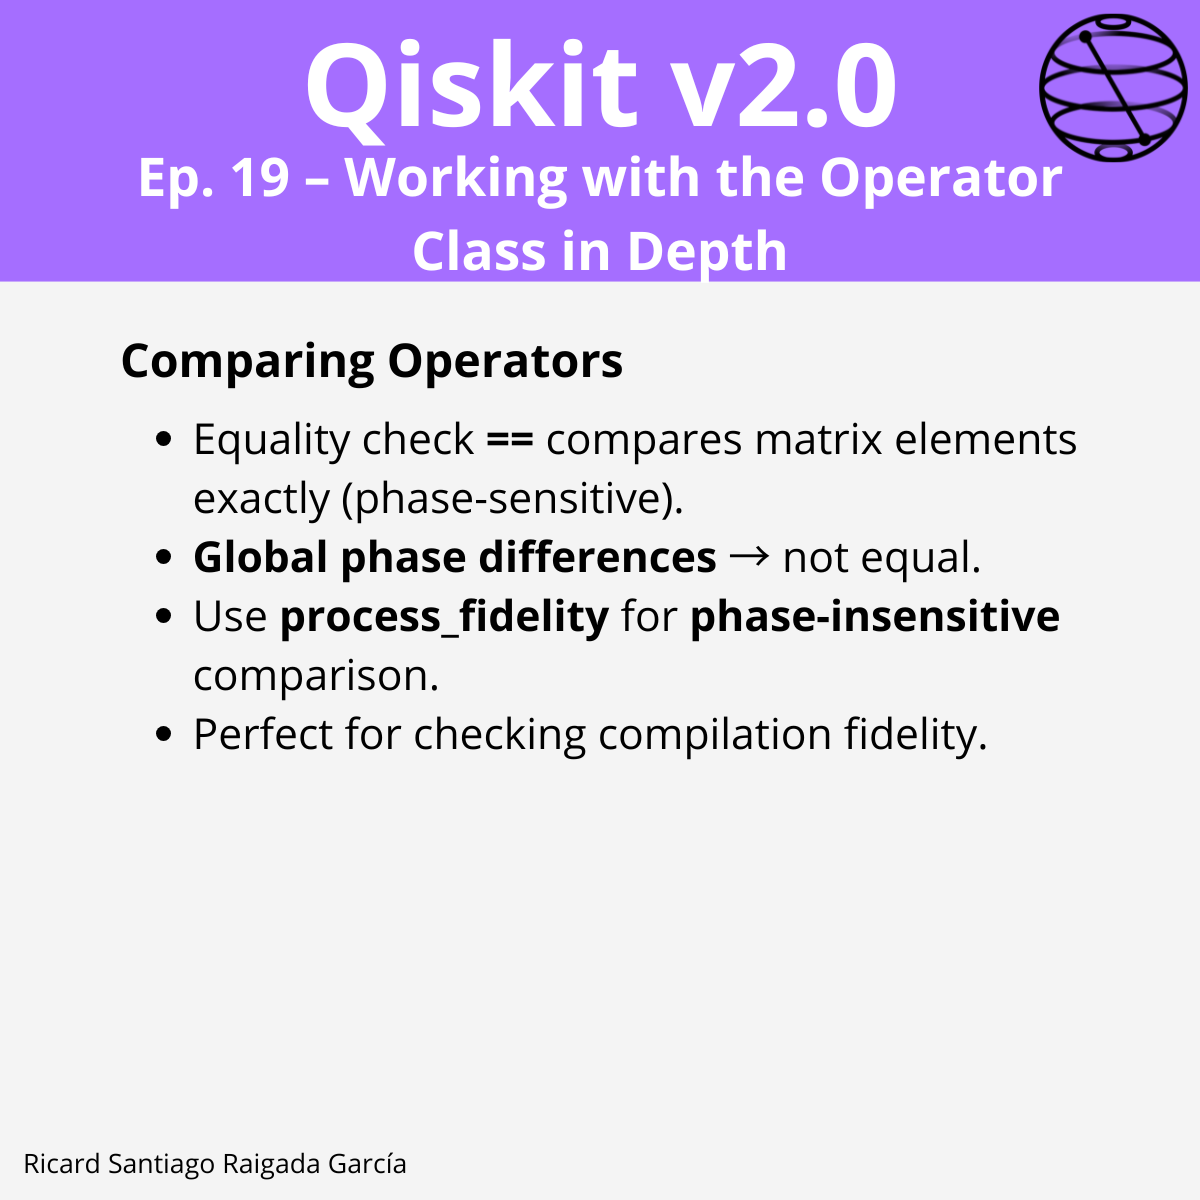 Qiskit v2.0
Ep. 19 – Working with the Operator
Class in Depth
Comparing Operators
• Equality check == compares matrix elements
exactly (phase-sensitive).
• Global phase differences → not equal.
• Use process_fidelity for phase-insensitive
comparison.
• Perfect for checking compilation fidelity.
Ricard Santiago Raigada García